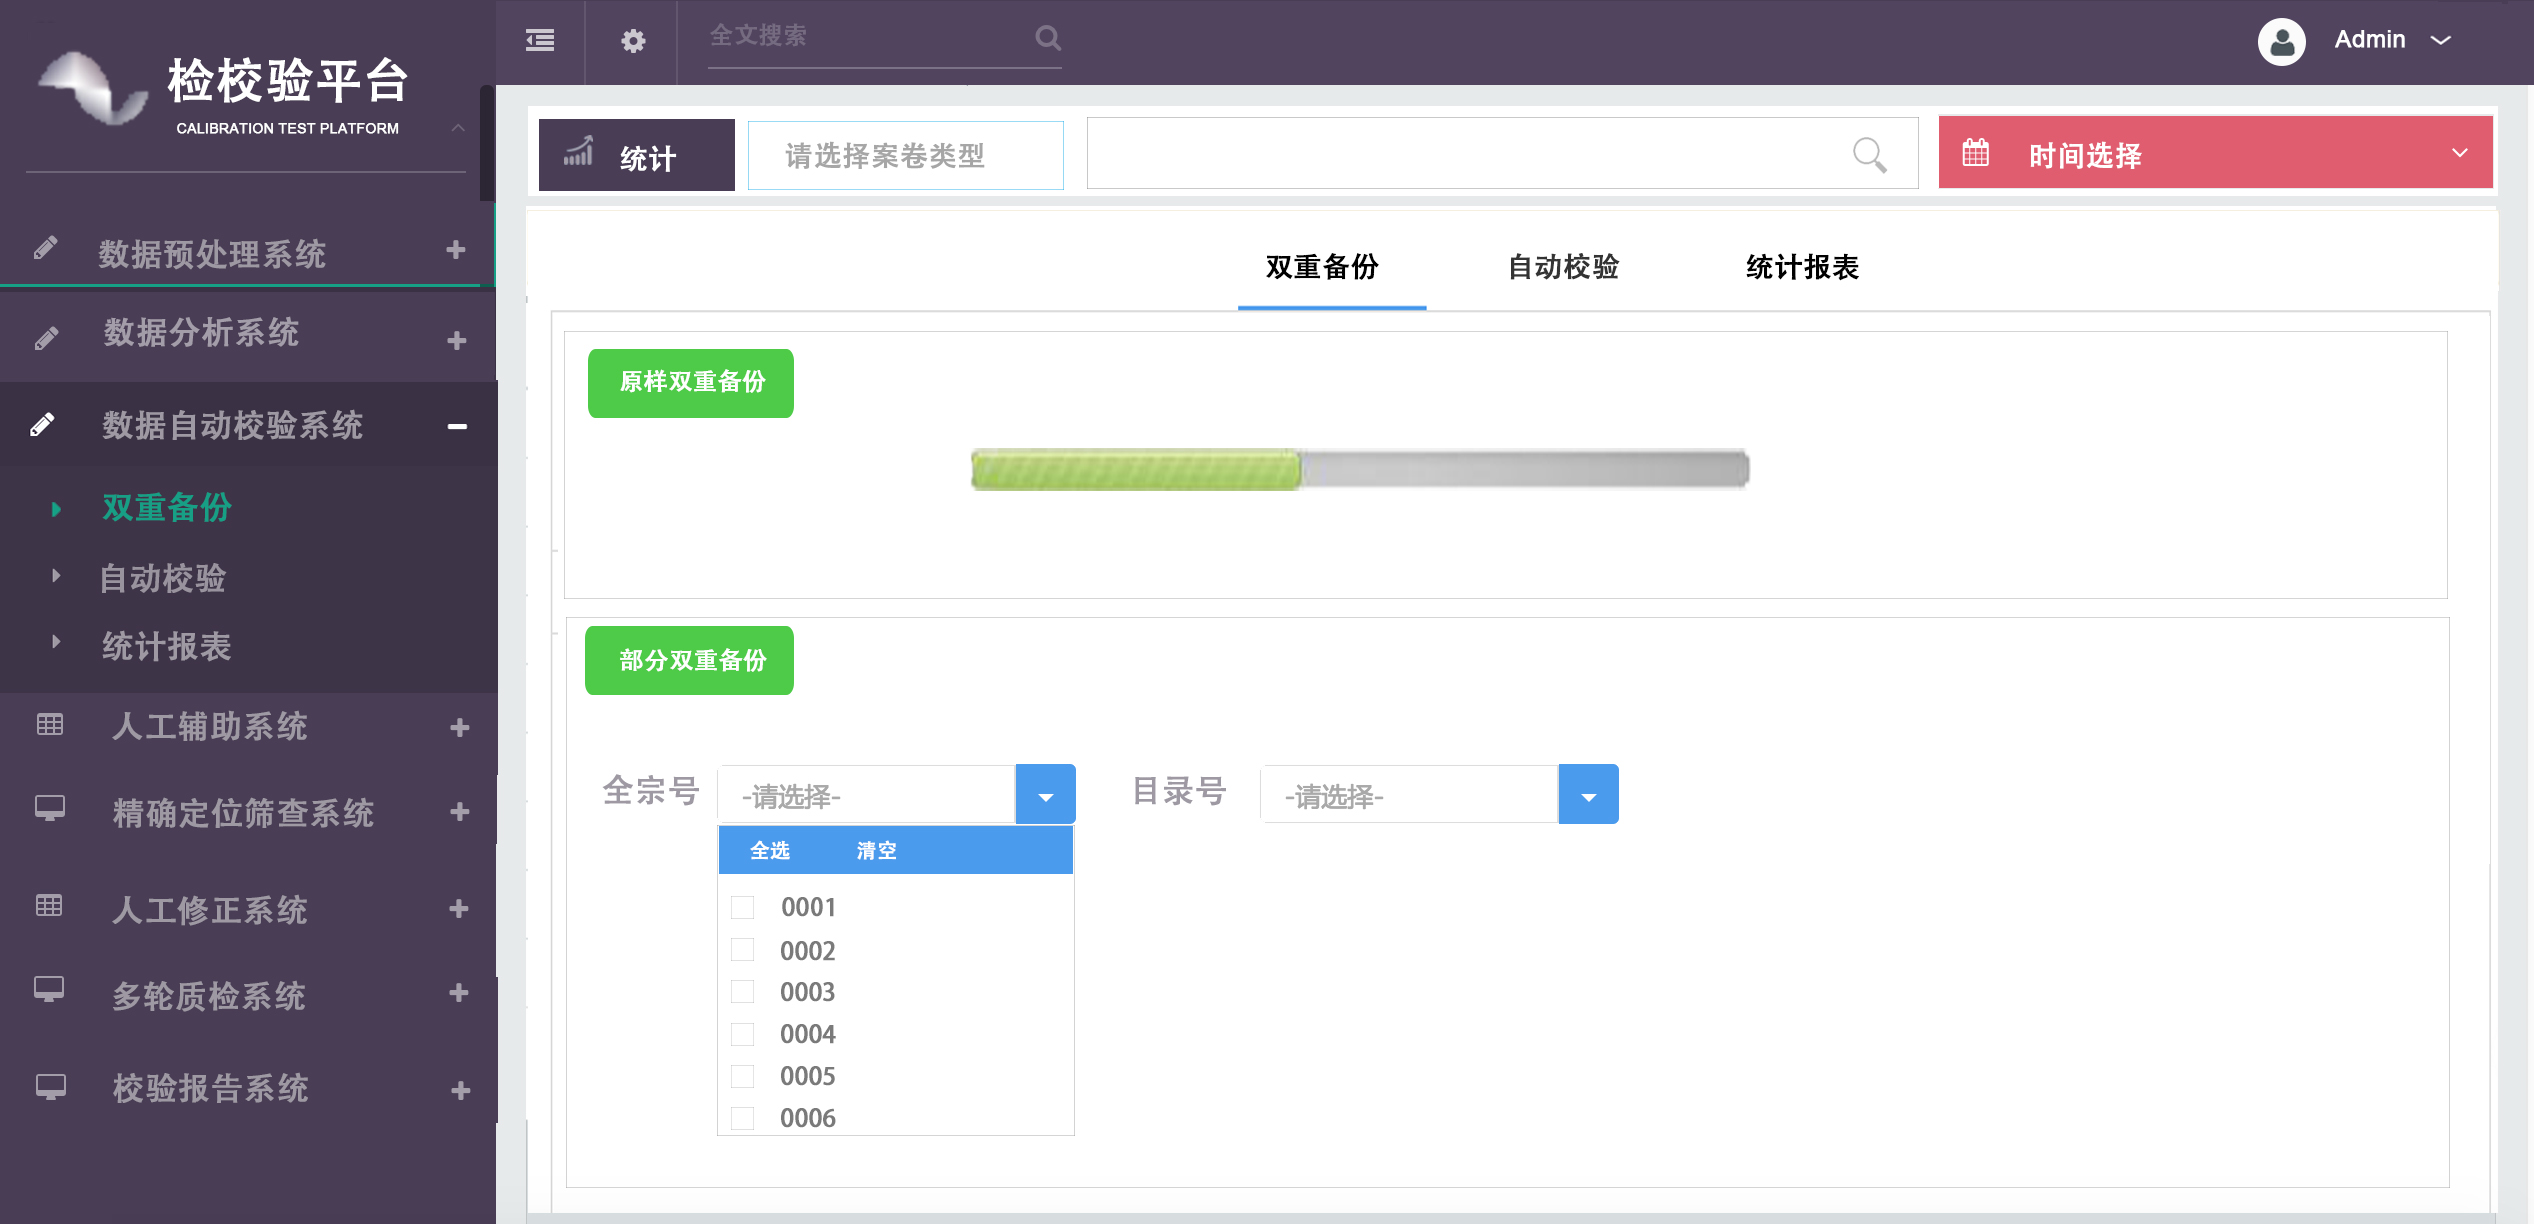 检校验平台
CALIBRATION TEST PLATFORM
全文搜索
Admin
统计
请选择案卷类型
时间选择
数据预处理系统
数据分析系统
数据自动校验系统
双重备份
自动校验
统计报表
人工辅助系统
精确定位筛查系统
人工修正系统
多轮质检系统
校验报告系统
双重备份 自动校验 统计报表
原样双重备份
部分双重备份
全宗号 -请选择- 目录号 -请选择-
全选 清空
0001
0002
0003
0004
0005
0006